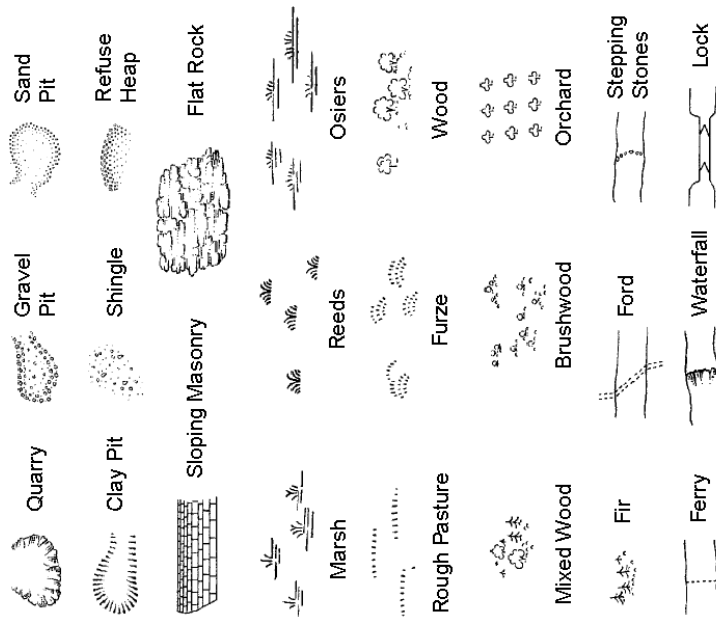 Quarry
Gravel
Pit
Sand
Pit
Clay Pit
Shingle
Refuse
Heap
Sloping Masonry
Flat Rock
Marsh
Reeds
Osiers
Rough Pasture
Furze
Wood
Mixed Wood
Brushwood
Orchard
Fir
Ford
Stepping
Stones
Ferry
Waterfall
Lock